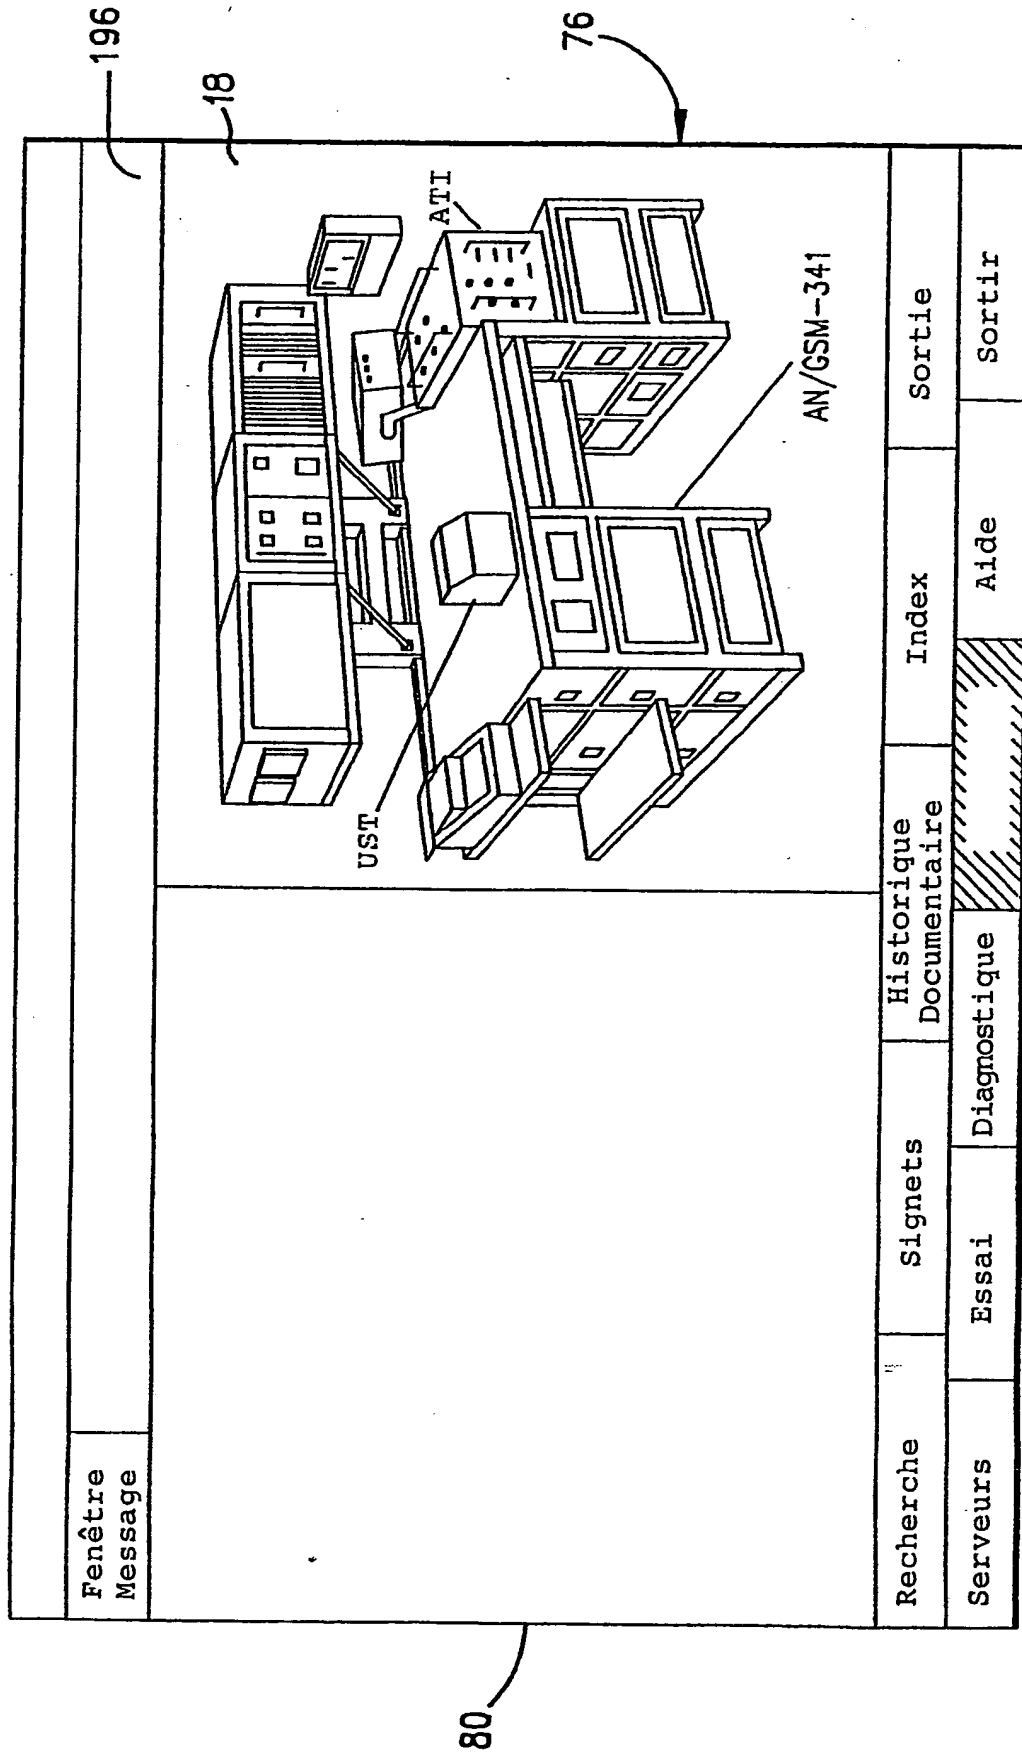 196
Fenêtre
Message
18
ATI
UST
AN/GSM-341
76
80
Recherche
Signets
Historique
Documentaire
Index
Sortie
Serveurs
Essai
Diagnostique
Aide
Sortir